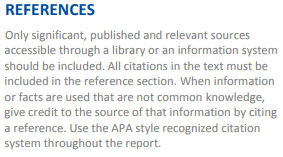 REFERENCES
Only significant, published and relevant sources
accessible through a library or an information system
should be included. All citations in the text must be
included in the reference section. When information
or facts are used that are not common knowledge,
give credit to the source of that information by citing
a reference. Use the APA style recognized citation
system throughout the report.